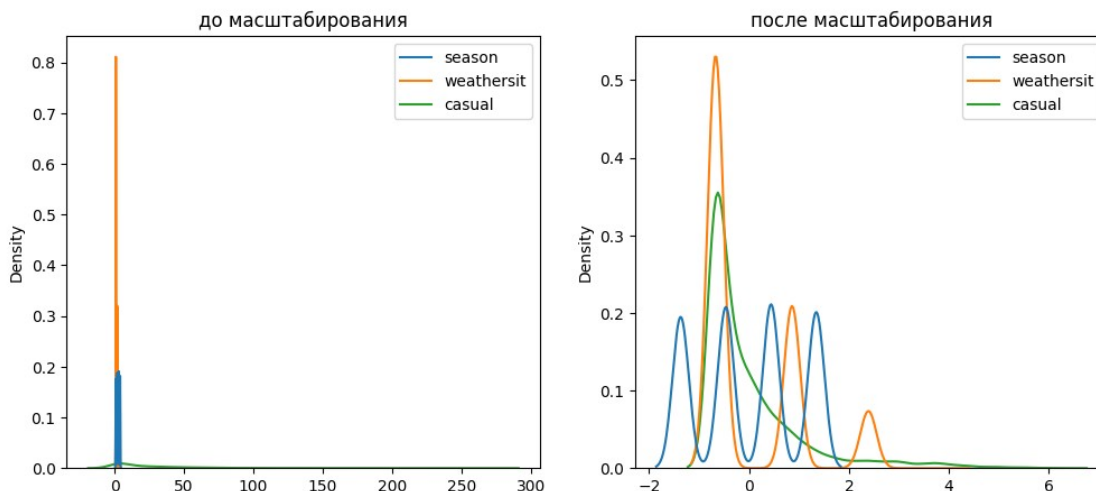 до масштабирования
season
weathersit
casual
Density
0.8
0.7
0.6
0.5
0.4
0.3
0.2
0.1
0.0
0 50 100 150 200 250 300
после масштабирования
season
weathersit
casual
Density
0.5
0.4
0.3
0.2
0.1
0.0
−2 0 2 4 6